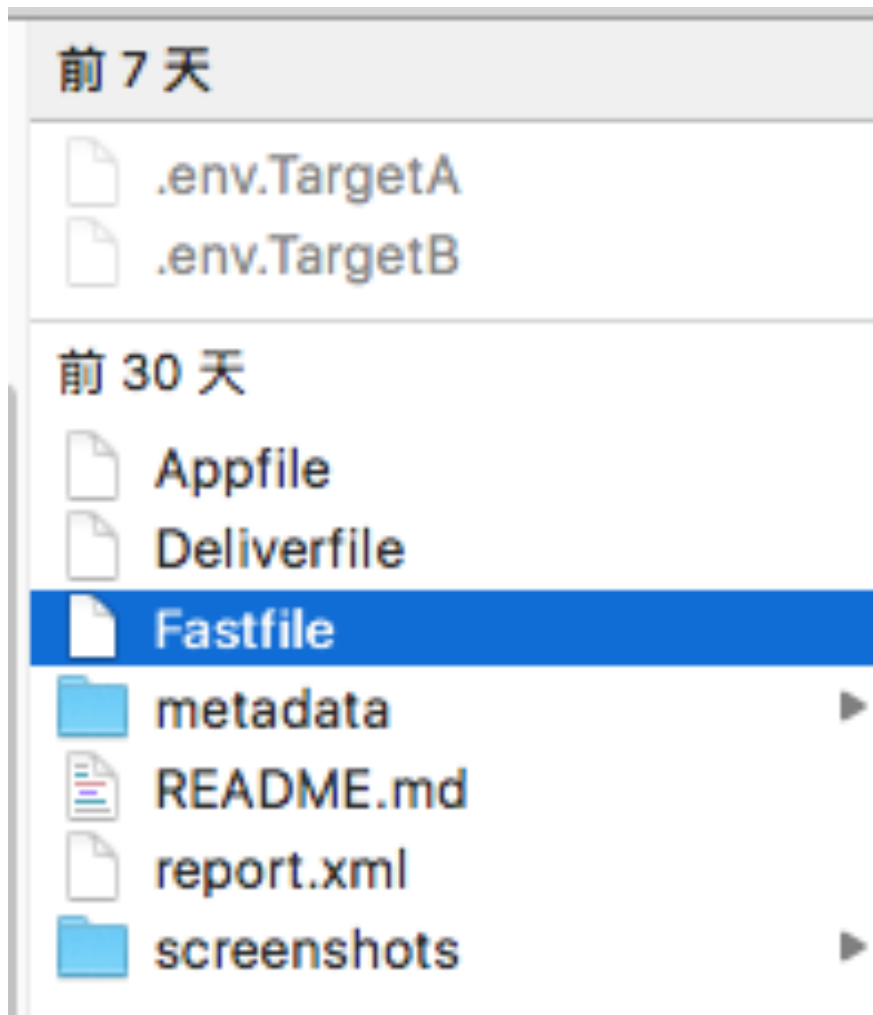 前 7 天
.env.TargetA
.env.TargetB
前 30 天
Appfile
Deliverfile
Fastfile
metadata
README.md
report.xml
screenshots